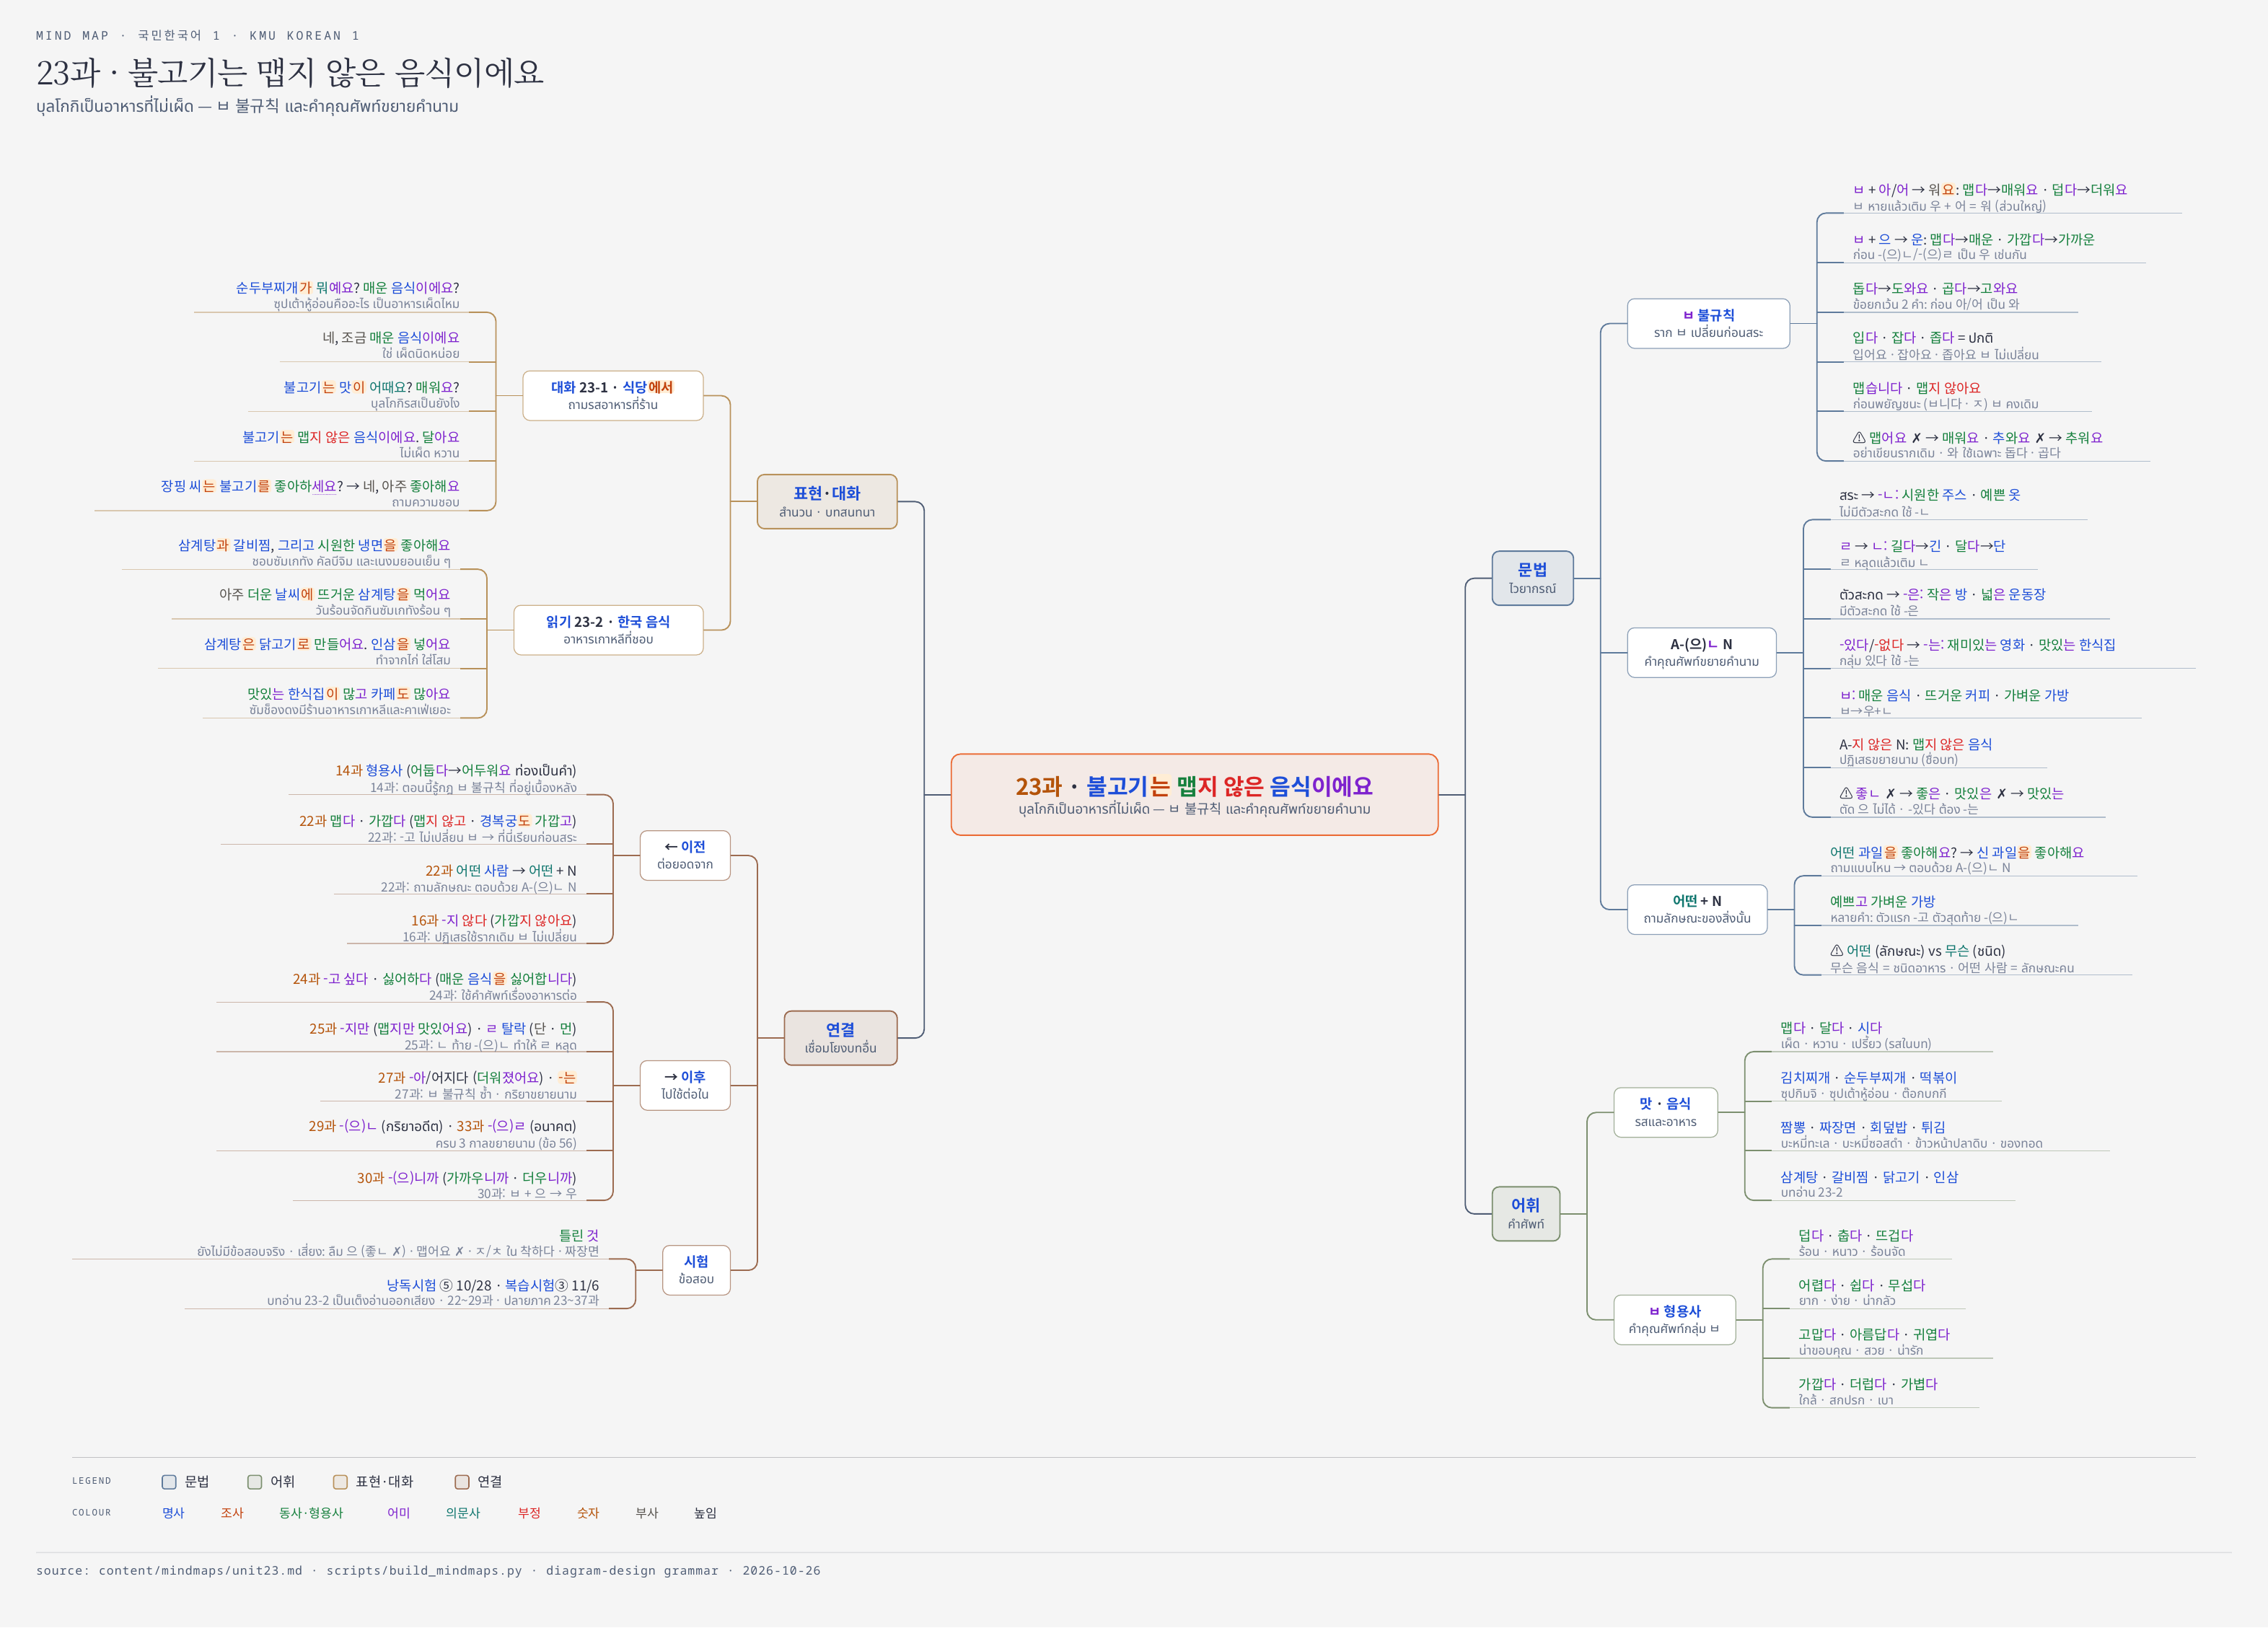 MIND MAP · 국민한국어 1 · KMU KOREAN 1
23과 · 불고기는 맵지 않은 음식이에요
บุลโกกิเป็นอาหารที่ไม่เผ็ด — ㅂ 불규칙 และคำคุณศัพท์ขยายคำนาม
순두부찌개가 뭐예요? 매운 음식이에요?
ซุปเต้าหู้อ่อนคืออะไร เป็นอาหารเผ็ดไหม
네, 조금 매운 음식이에요
ใช่ เผ็ดนิดหน่อย
불고기는 맛이 어때요? 매워요?
บุลโกกิรสเป็นยังไง
불고기는 맵지 않은 음식이에요. 달아요
ไม่เผ็ด หวาน
장핑 씨는 불고기를 좋아하세요? → 네, 아주 좋아해요
ถามความชอบ
대화 23-1 · 식당에서
ถามรสอาหารที่ร้าน
삼계탕과 갈비찜, 그리고 시원한 냉면을 좋아해요
ชอบซัมเกทัง คัลบีจิม และเนงมยอนเย็น ๆ
아주 더운 날씨에 뜨거운 삼계탕을 먹어요
วันร้อนจัดกินซัมเกทังร้อน ๆ
삼계탕은 닭고기로 만들어요. 인삼을 넣어요
ทำจากไก่ ใส่โสม
맛있는 한식집이 많고 카페도 많아요
ซัมช็องดงมีร้านอาหารเกาหลีและคาเฟ่เยอะ
읽기 23-2 · 한국 음식
อาหารเกาหลีที่ชอบ
표현·대화
สำนวน · บทสนทนา
14과 형용사 (어둡다→어두워요 ท่องเป็นคำ)
14과: ตอนนี้รู้กฎ ㅂ 불규칙 ที่อยู่เบื้องหลัง
22과 맵다 · 가깝다 (맵지 않고 · 경복궁도 가깝고)
22과: -고 ไม่เปลี่ยน ㅂ → ที่นี่เรียนก่อนสระ
22과 어떤 사람 → 어떤 + N
22과: ถามลักษณะ ตอบด้วย A-(으)ㄴ N
16과 -지 않다 (가깝지 않아요)
16과: ปฏิเสธใช้รากเดิม ㅂ ไม่เปลี่ยน
← 이전
ต่อยอดจาก
24과 -고 싶다 · 싫어하다 (매운 음식을 싫어합니다)
24과: ใช้คำศัพท์เรื่องอาหารต่อ
25과 -지만 (맵지만 맛있어요) · ㄹ 탈락 (단 · 먼)
25과: ㄴ ท้าย -(으)ㄴ ทำให้ ㄹ หลุด
27과 -아/어지다 (더워졌어요) · -는
27과: ㅂ 불규칙 ซ้ำ · กริยาขยายนาม
29과 -(으)ㄴ (กริยาอดีต) · 33과 -(으)ㄹ (อนาคต)
ครบ 3 กาลขยายนาม (ข้อ 56)
30과 -(으)니까 (가까우니까 · 더우니까)
30과: ㅂ + 으 → 우
→ 이후
ไปใช้ต่อใน
연결
เชื่อมโยงบทอื่น
틀린 것
ยังไม่มีข้อสอบจริง · เสี่ยง: ลืม 으 (좋ㄴ ✗) · 맵어요 ✗ · ㅈ/ㅊ ใน 착하다 · 짜장면
낭독시험 ⑤ 10/28 · 복습시험③ 11/6
บทอ่าน 23-2 เป็นเต็งอ่านออกเสียง · 22~29과 · ปลายภาค 23~37과
시험
ข้อสอบ
23과 · 불고기는 맵지 않은 음식이에요
บุลโกกิเป็นอาหารที่ไม่เผ็ด — ㅂ 불규칙 และคำคุณศัพท์ขยายคำนาม
문법
ไวยากรณ์
ㅂ 불규칙
ราก ㅂ เปลี่ยนก่อนสระ
ㅂ + 아/어 → 워요: 맵다→매워요 · 덥다→더워요
ㅂ หายแล้วเติม 우 + 어 = 워 (ส่วนใหญ่)
ㅂ + 으 → 운: 맵다→매운 · 가깝다→가까운
ก่อน -(으)ㄴ/-(으)ㄹ เป็น 우 เช่นกัน
돕다→도와요 · 곱다→고와요
ข้อยกเว้น 2 คำ: ก่อน 아/어 เป็น 와
입다 · 잡다 · 좁다 = ปกติ
입어요 · 잡아요 · 좁아요 ㅂ ไม่เปลี่ยน
맵습니다 · 맵지 않아요
ก่อนพยัญชนะ (ㅂ니다 · ㅈ) ㅂ คงเดิม
⚠ 맵어요 ✗ → 매워요 · 추와요 ✗ → 추워요
อย่าเขียนรากเดิม · 와 ใช้เฉพาะ 돕다 · 곱다
A-(으)ㄴ N
คำคุณศัพท์ขยายคำนาม
สระ → -ㄴ: 시원한 주스 · 예쁜 옷
ไม่มีตัวสะกด ใช้ -ㄴ
ㄹ → ㄴ: 길다→긴 · 달다→단
ㄹ หลุดแล้วเติม ㄴ
ตัวสะกด → -은: 작은 방 · 넓은 운동장
มีตัวสะกด ใช้ -은
-있다/-없다 → -는: 재미있는 영화 · 맛있는 한식집
กลุ่ม 있다 ใช้ -는
ㅂ: 매운 음식 · 뜨거운 커피 · 가벼운 가방
ㅂ→우+ㄴ
A-지 않은 N: 맵지 않은 음식
ปฏิเสธขยายนาม (ชื่อบท)
⚠ 좋ㄴ ✗ → 좋은 · 맛있은 ✗ → 맛있는
ตัด 으 ไม่ได้ · -있다 ต้อง -는
어떤 + N
ถามลักษณะของสิ่งนั้น
어떤 과일을 좋아해요? → 신 과일을 좋아해요
ถามแบบไหน → ตอบด้วย A-(으)ㄴ N
예쁘고 가벼운 가방
หลายคำ: ตัวแรก -고 ตัวสุดท้าย -(으)ㄴ
⚠ 어떤 (ลักษณะ) vs 무슨 (ชนิด)
무슨 음식 = ชนิดอาหาร · 어떤 사람 = ลักษณะคน
어휘
คำศัพท์
맛 · 음식
รสและอาหาร
맵다 · 달다 · 시다
เผ็ด · หวาน · เปรี้ยว (รสในบท)
김치찌개 · 순두부찌개 · 떡볶이
ซุปกิมจิ · ซุปเต้าหู้อ่อน · ต๊อกบกกี
짬뽕 · 짜장면 · 회덮밥 · 튀김
บะหมี่ทะเล · บะหมี่ซอสดำ · ข้าวหน้าปลาดิบ · ของทอด
삼계탕 · 갈비찜 · 닭고기 · 인삼
บทอ่าน 23-2
ㅂ 형용사
คำคุณศัพท์กลุ่ม ㅂ
덥다 · 춥다 · 뜨겁다
ร้อน · หนาว · ร้อนจัด
어렵다 · 쉽다 · 무섭다
ยาก · ง่าย · น่ากลัว
고맙다 · 아름답다 · 귀엽다
น่าขอบคุณ · สวย · น่ารัก
가깝다 · 더럽다 · 가볍다
ใกล้ · สกปรก · เบา
LEGEND 문법 어휘 표현·대화 연결
COLOUR 명사 조사 동사·형용사 어미 의문사 부정 숫자 부사 높임
source: content/mindmaps/unit23.md · scripts/build_mindmaps.py · diagram-design grammar · 2026-10-26